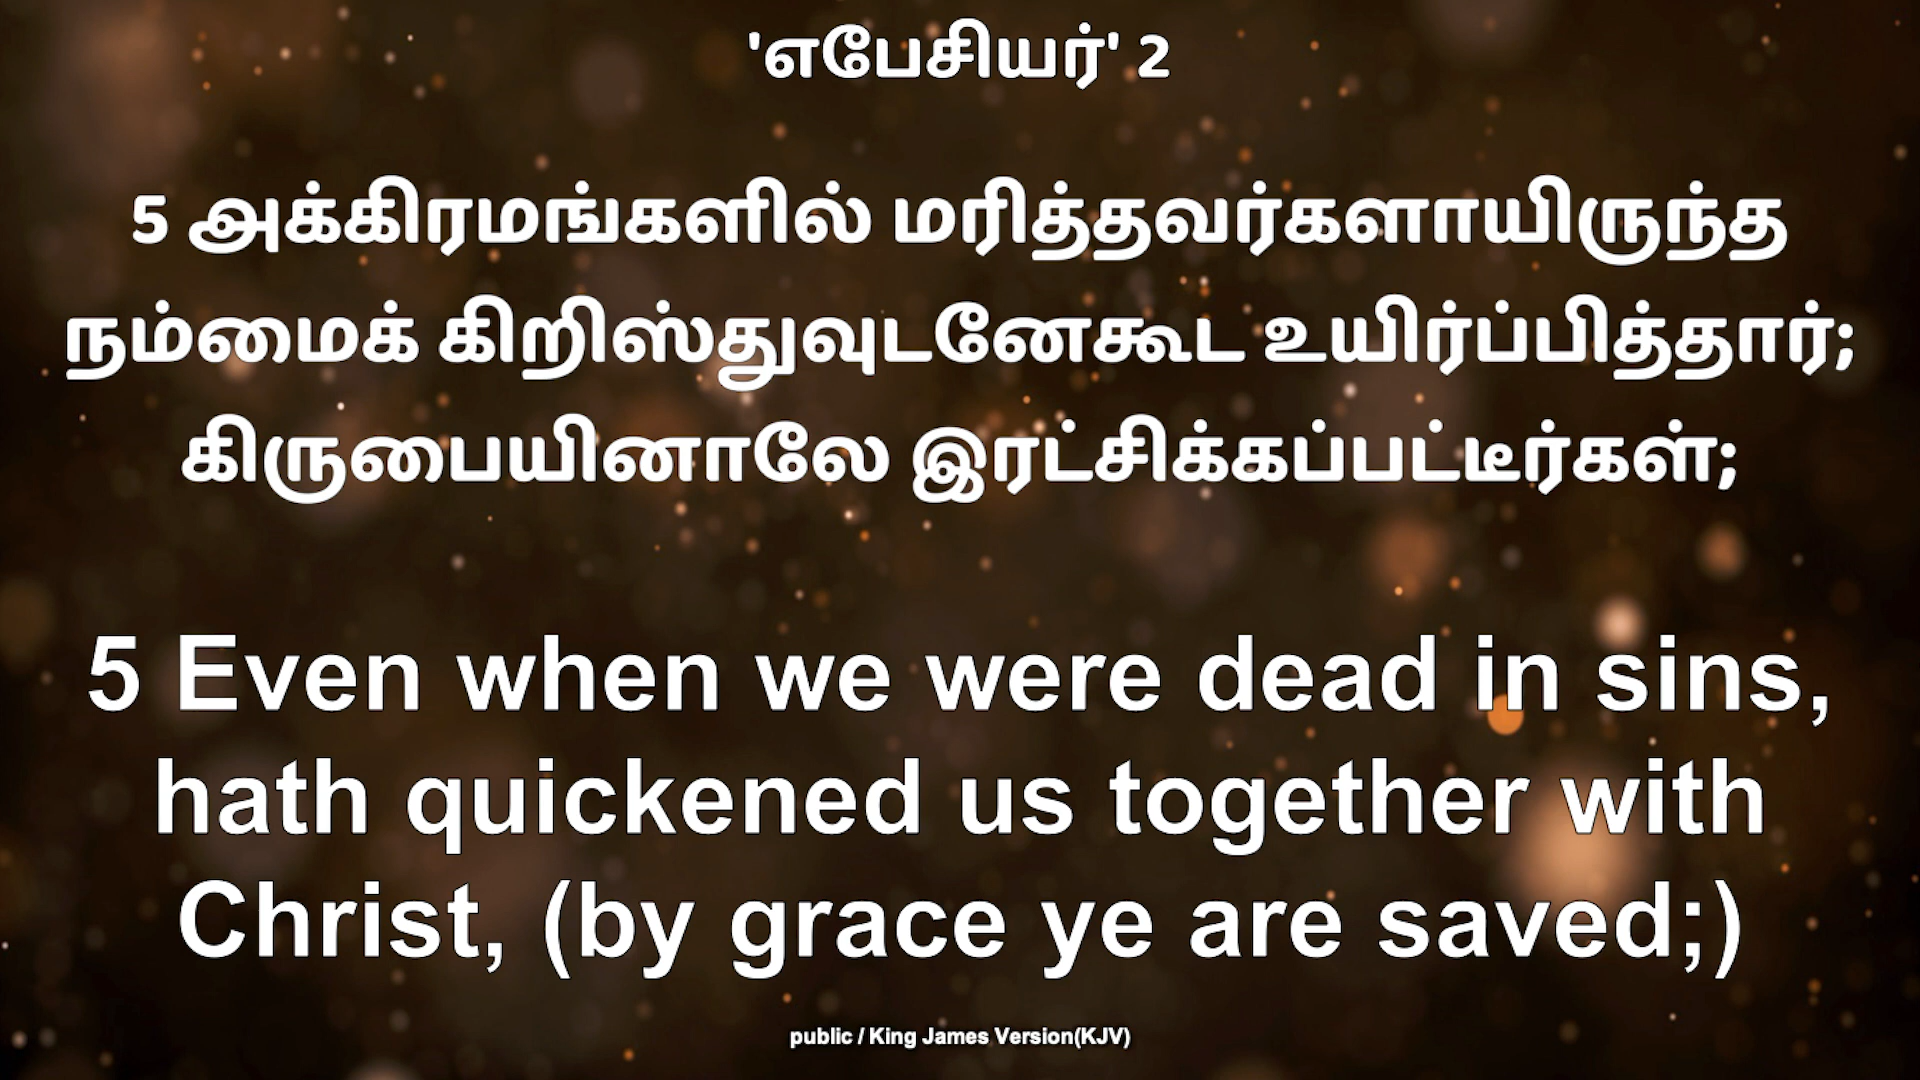 'எபேசியர்' 2
5 அக்கிரமங்களில் மரித்தவர்களாயிருந்த
நம்மைக் கிறிஸ்துவுடனேகூட உயிர்ப்பித்தார்;
கிருபையினாலே இரட்சிக்கப்பட்டீர்கள்;
5 Even when we were dead in sins,
hath quickened us together with
Christ, (by grace ye are saved;)
public / King James Version(KJV)